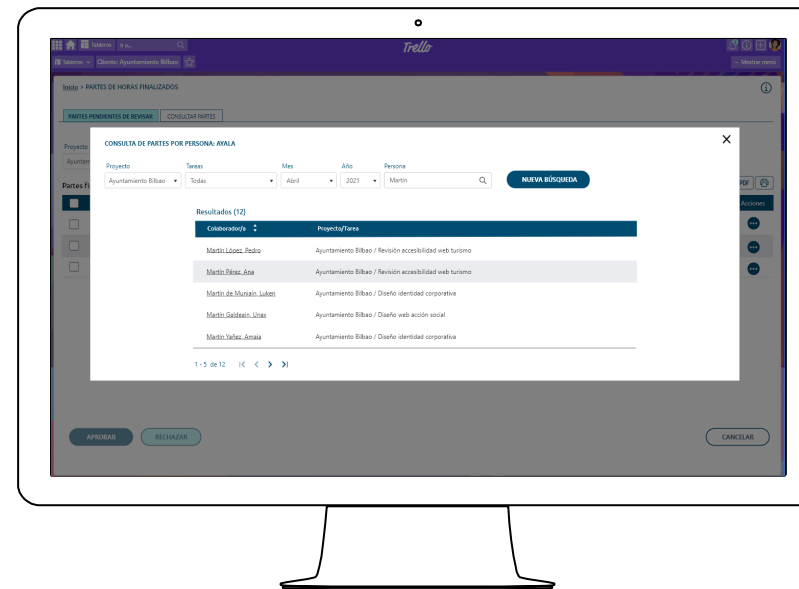 Tableros Ir a...
Trello
Tableros Cliente: Ayuntamiento Bilbao
Mostrar menú
Inicio > PARTES DE HORAS FINALIZADOS
PARTES PENDIENTES DE REVISAR CONSULTAR PARTES
CONSULTA DE PARTES POR PERSONA: AYALA
Proyecto Tareas Mes Año Persona
Ayuntamiento Bilbao Todas Abril 2021 Martín NUEVA BÚSQUEDA
Proyecto
Ayuntam
Partes fi
PDF
Acciones
Resultados (12)
Colaborador/a Proyecto/Tarea
Martín López, Pedro Ayuntamiento Bilbao / Revisión accesibilidad web turismo
Martín Pérez, Ana Ayuntamiento Bilbao / Revisión accesibilidad web turismo
Martín de Muniain, Luken Ayuntamiento Bilbao / Diseño identidad corporativa
Martín Galdeain, Unax Ayuntamiento Bilbao / Diseño web acción social
Martín Yañez, Amaia Ayuntamiento Bilbao / Diseño identidad corporativa
1 - 5 de 12
APROBAR RECHAZAR CANCELAR